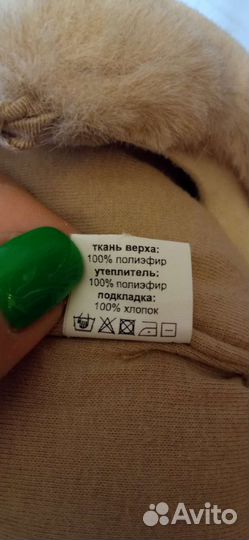 ткань верха:
100% полиэфир
утеплитель:
100% полиэфир
подкладка:
100% хлопок
Avito